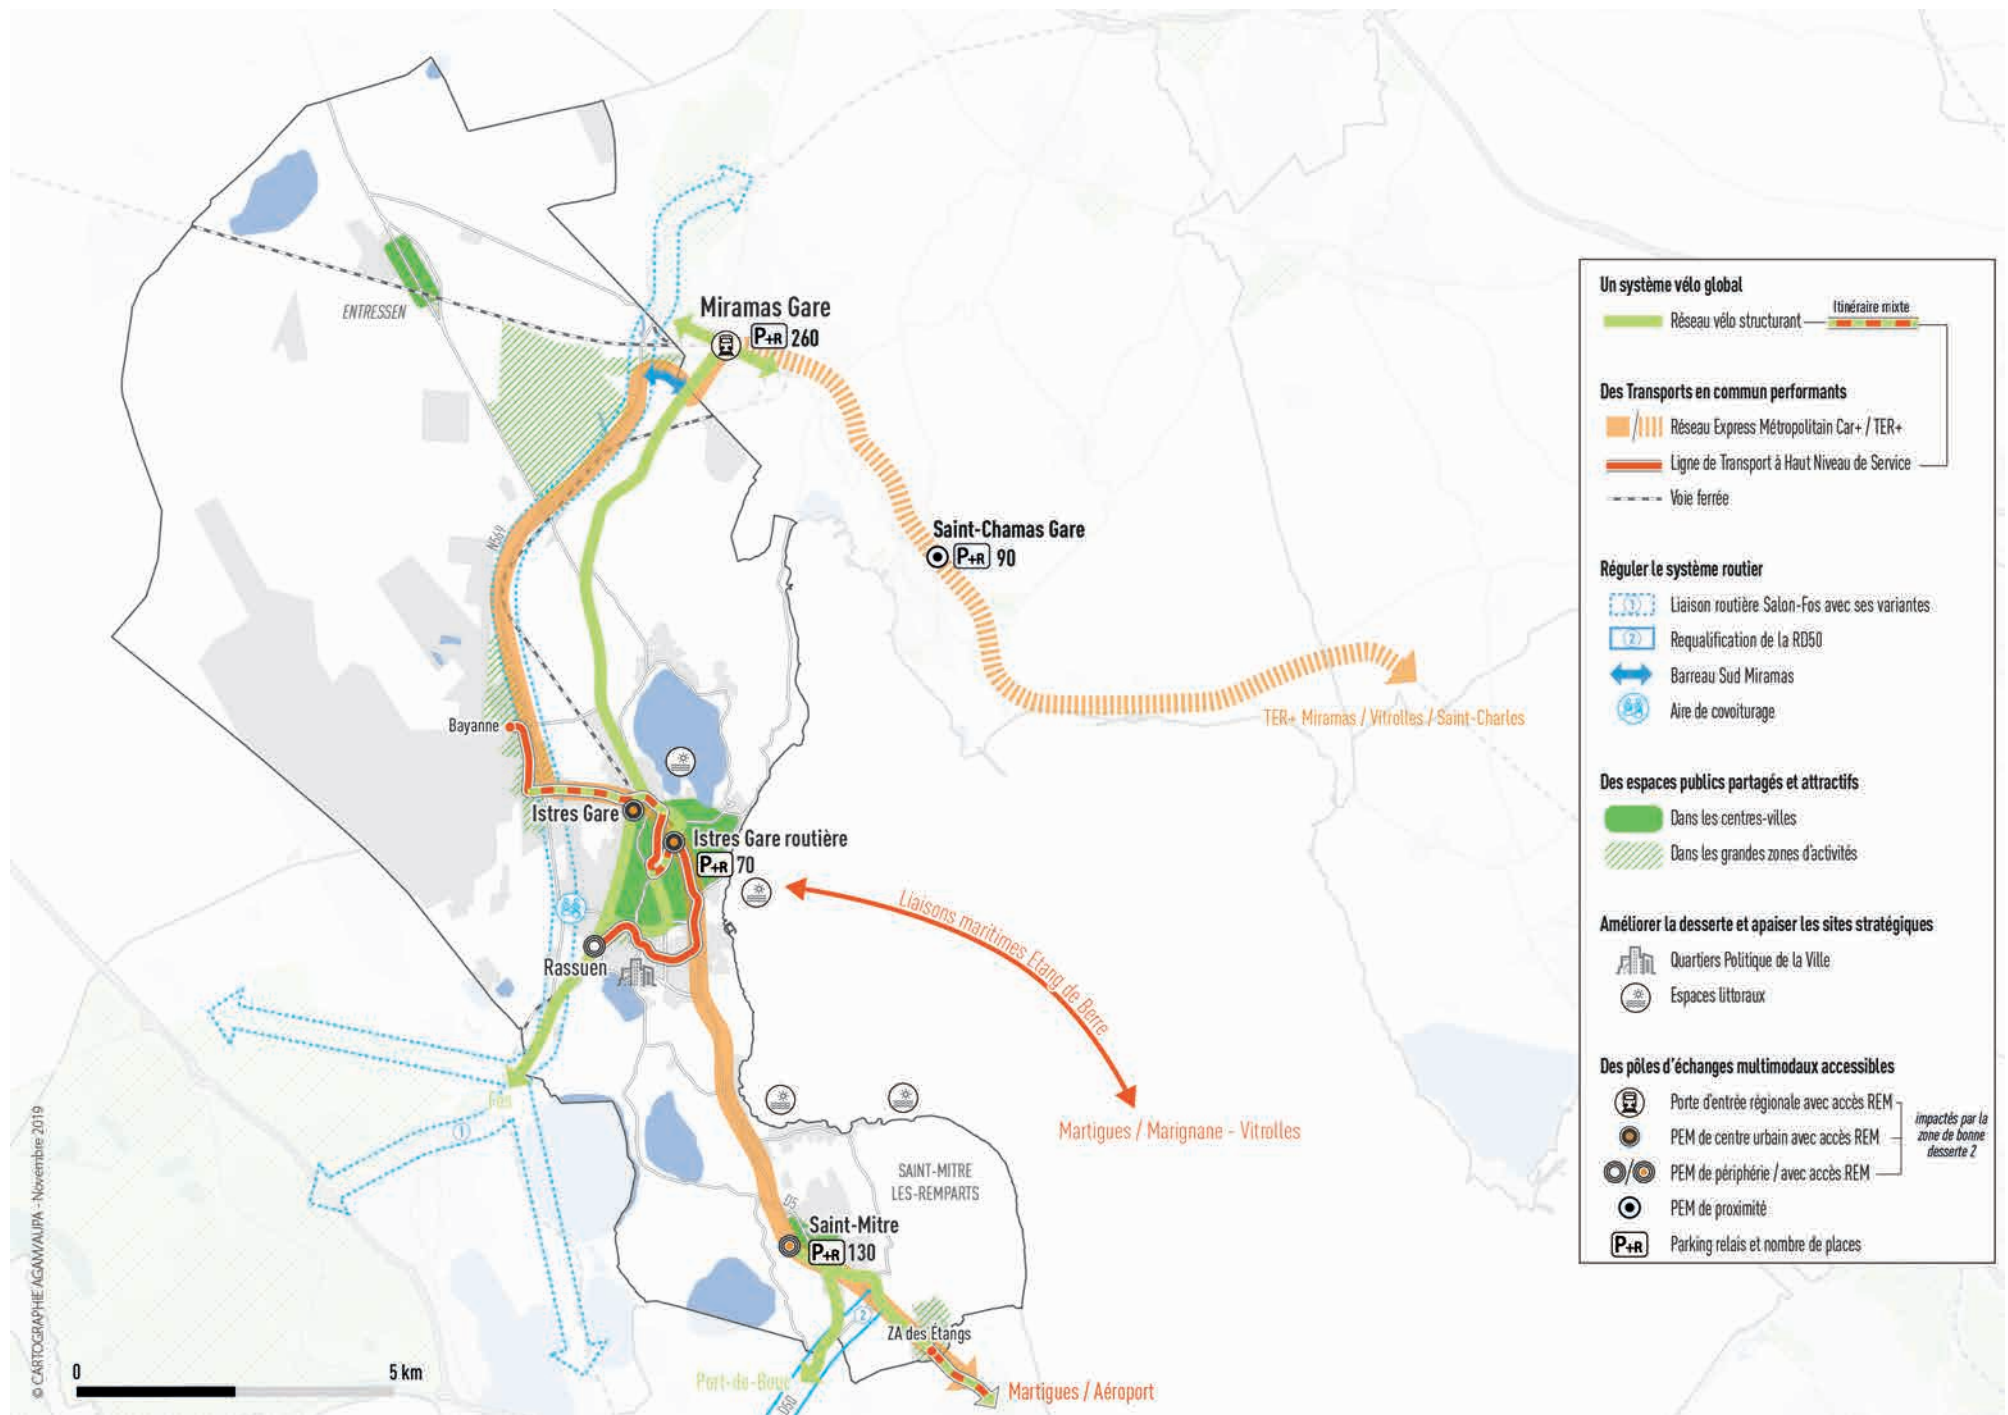 ENTRESSEN
Miramas Gare
P+R 260
N569
Saint-Chamas Gare
P+R 90
TER+ Miramas / Vitrolles / Saint-Charles
Bayanne
Istres Gare
Istres Gare routière
P+R 70
Liaisons maritimes Etang de Berre
Rassuen
Fos
1
Martigues / Marignane - Vitrolles
SAINT-MITRE
LES-REMPARTS
D5
Saint-Mitre
P+R 130
2
ZA des Étangs
Port-de-Bouc
D50
Martigues / Aéroport
0
5 km
© CARTOGRAPHIE AGAM/AUPA - Novembre 2019
Un système vélo global
Itinéraire mixte
Réseau vélo structurant
Des Transports en commun performants
Réseau Express Métropolitain Car+ / TER+
Ligne de Transport à Haut Niveau de Service
Voie ferrée
Réguler le système routier
1 Liaison routière Salon-Fos avec ses variantes
2 Requalification de la RD50
Barreau Sud Miramas
Aire de covoiturage
Des espaces publics partagés et attractifs
Dans les centres-villes
Dans les grandes zones d'activités
Améliorer la desserte et apaiser les sites stratégiques
Quartiers Politique de la Ville
Espaces littoraux
Des pôles d'échanges multimodaux accessibles
Porte d'entrée régionale avec accès REM
PEM de centre urbain avec accès REM
PEM de périphérie / avec accès REM
impactés par la
zone de bonne
desserte 2
PEM de proximité
P+R Parking relais et nombre de places